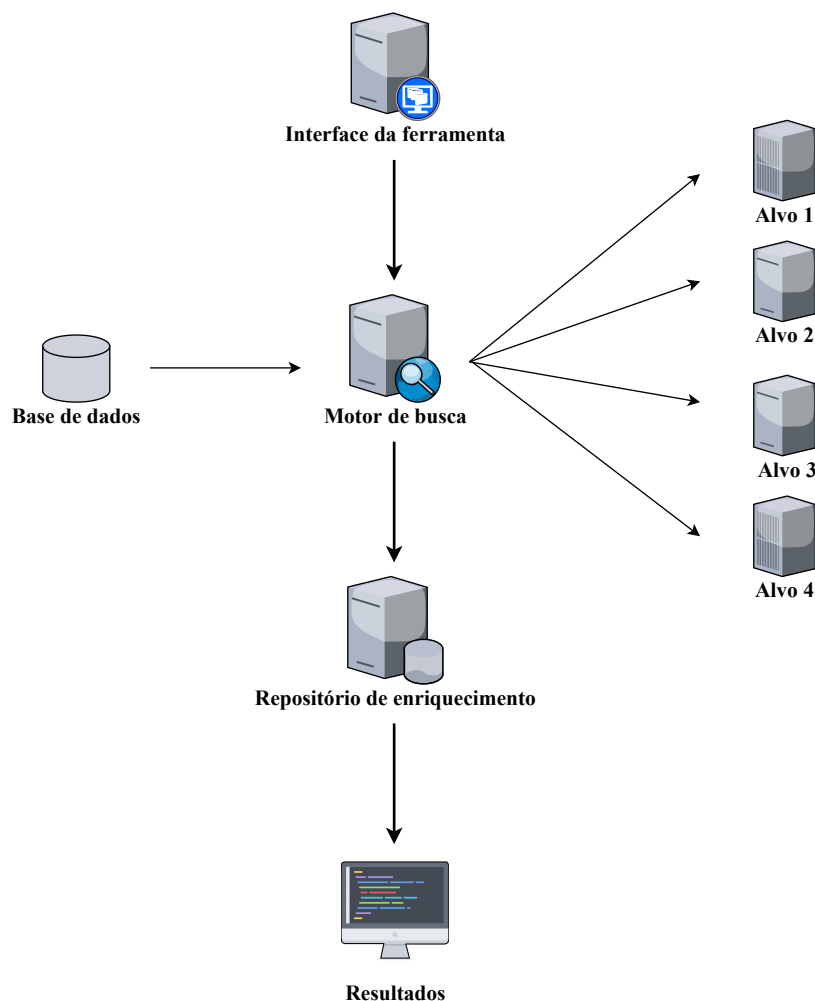 Interface da ferramenta
Alvo 1
Alvo 2
Base de dados
Motor de busca
Alvo 3
Alvo 4
Repositório de enriquecimento
Resultados